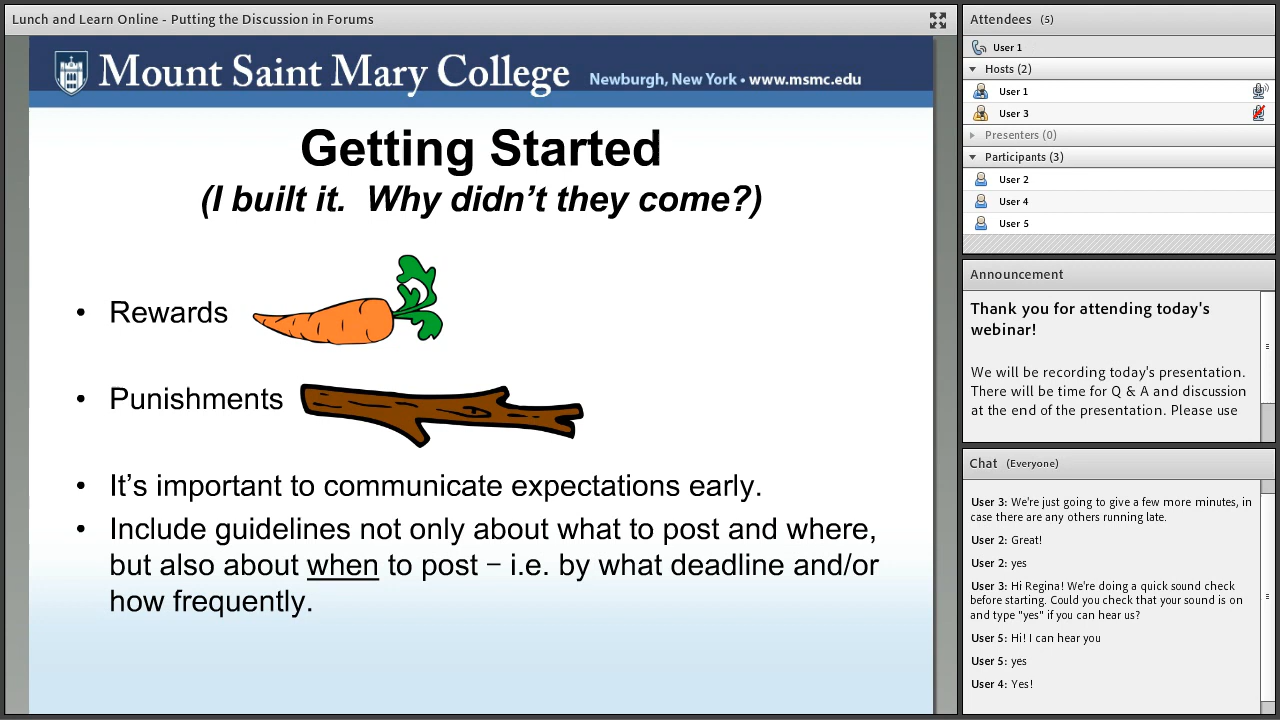 Lunch and Learn Online - Putting the Discussion in Forums
Mount Saint Mary College Newburgh, New York • www.msmc.edu
Getting Started
(I built it.  Why didn't they come?)
• Rewards
• Punishments
• It's important to communicate expectations early.
• Include guidelines not only about what to post and where,
but also about when to post – i.e. by what deadline and/or
how frequently.
Attendees (5)
User 1
Hosts (2)
User 1
User 3
Presenters (0)
Participants (3)
User 2
User 4
User 5
Announcement
Thank you for attending today's
webinar!
We will be recording today's presentation.
There will be time for Q & A and discussion
at the end of the presentation. Please use
Chat (Everyone)
User 3: We're just going to give a few more minutes, in
case there are any others running late.
User 2: Great!
User 2: yes
User 3: Hi Regina! We're doing a quick sound check
before starting. Could you check that your sound is on
and type "yes" if you can hear us?
User 5: Hi! I can hear you
User 5: yes
User 4: Yes!